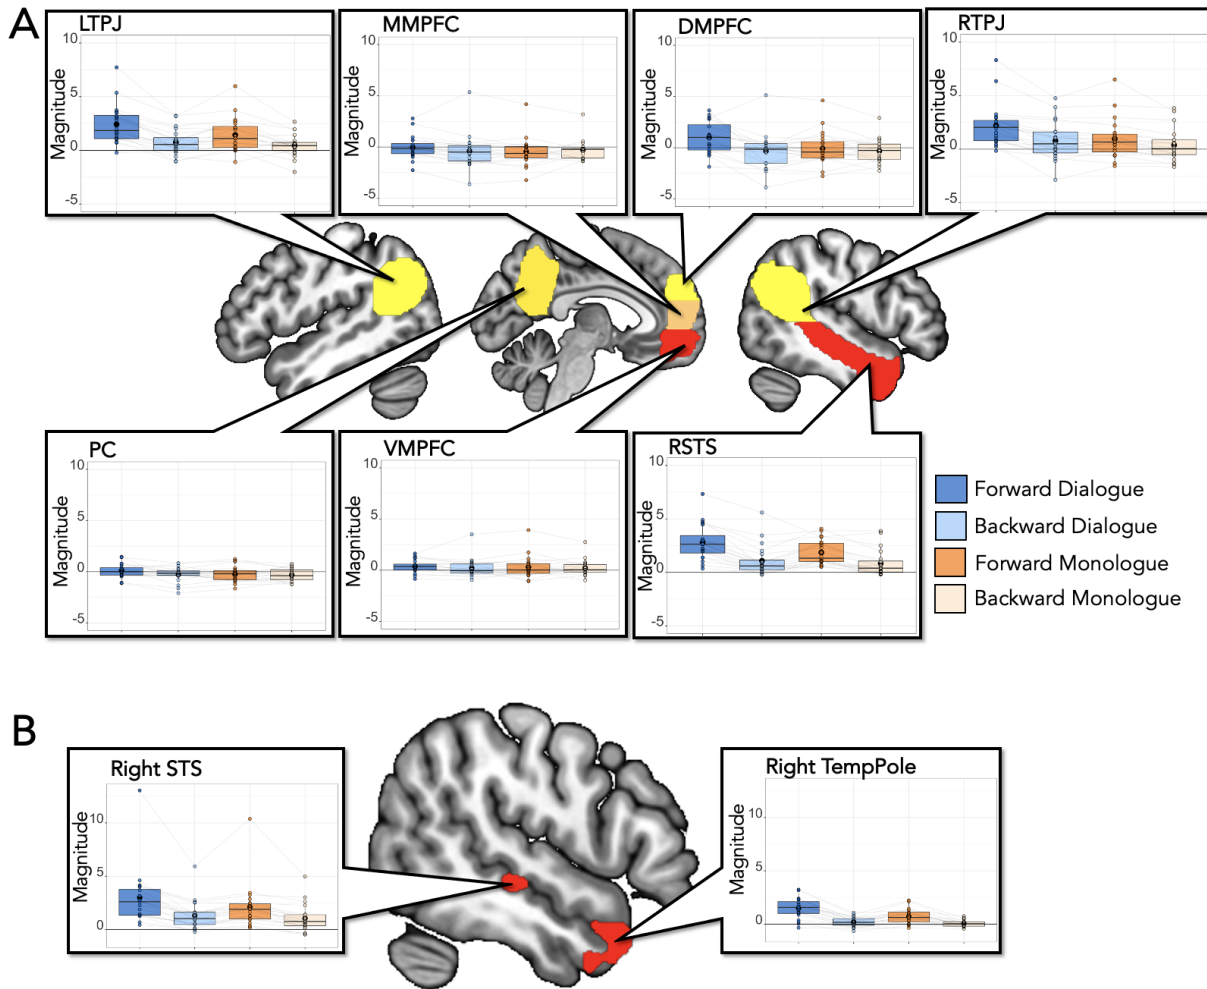 A
LTPJ
10
5
0
-5
Magnitude
MMPFC
10
5
0
-5
Magnitude
DMPFC
10
5
0
-5
Magnitude
RTPJ
10
5
0
-5
Magnitude
PC
10
5
0
-5
Magnitude
VMPFC
10
5
0
-5
Magnitude
RSTS
10
5
0
-5
Magnitude
Forward Dialogue
Backward Dialogue
Forward Monologue
Backward Monologue
B
Right STS
10
5
0
Magnitude
Right TempPole
10
5
0
Magnitude